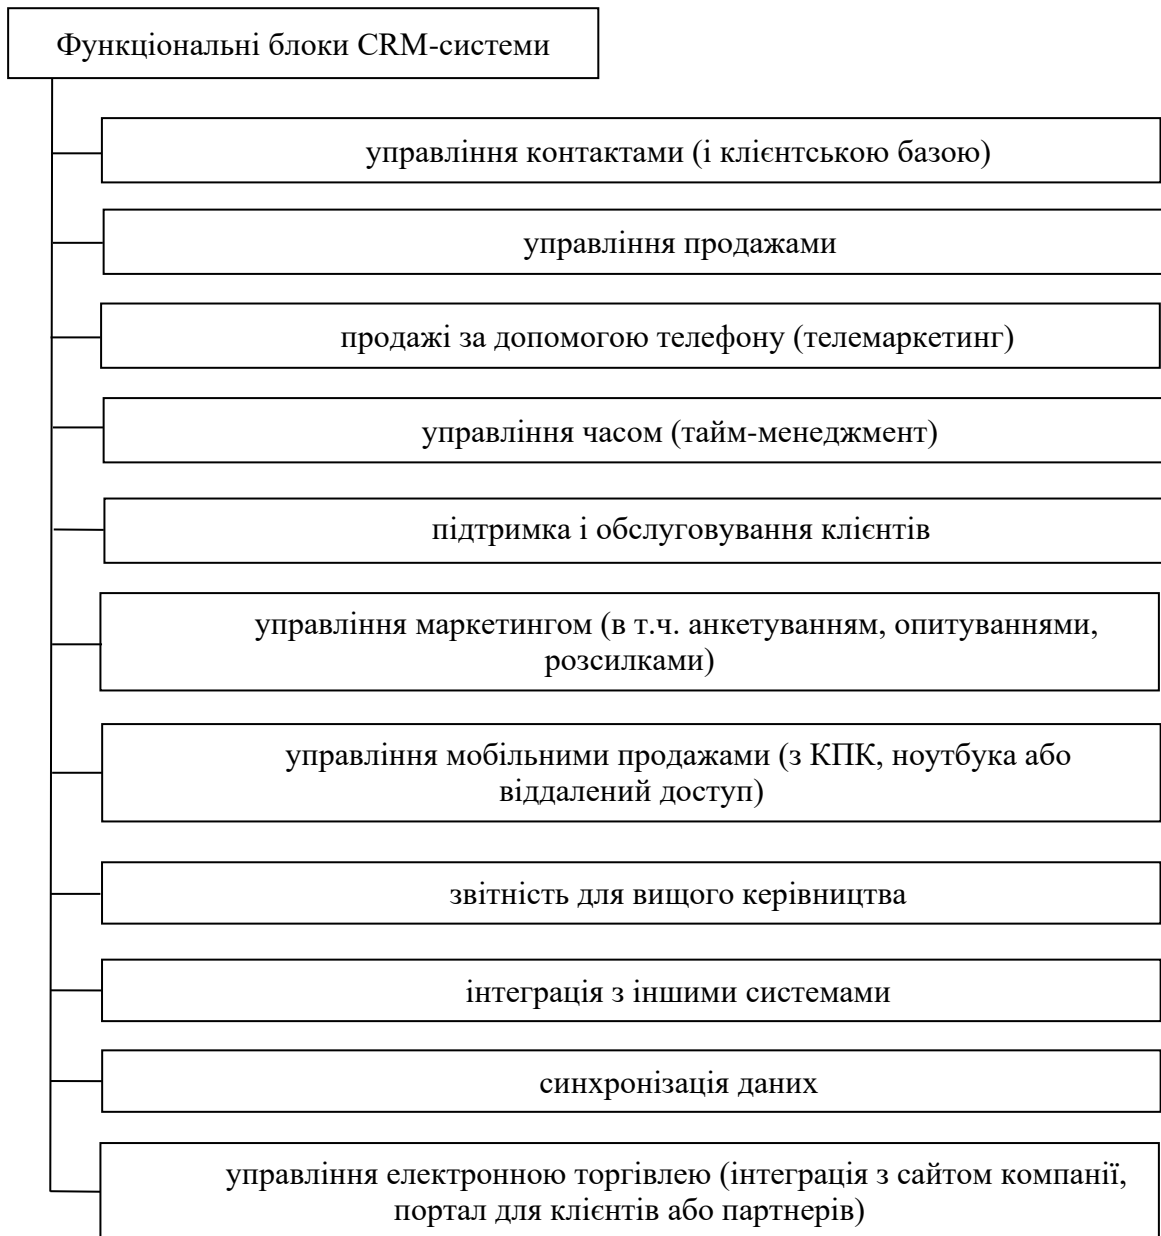 Функціональні блоки CRM-системи
управління контактами (і клієнтською базою)
управління продажами
продажі за допомогою телефону (телемаркетинг)
управління часом (тайм-менеджмент)
підтримка і обслуговування клієнтів
управління маркетингом (в т.ч. анкетуванням, опитуваннями,
розсилками)
управління мобільними продажами (з КПК, ноутбука або
віддалений доступ)
звітність для вищого керівництва
інтеграція з іншими системами
синхронізація даних
управління електронною торгівлею (інтеграція з сайтом компанії,
портал для клієнтів або партнерів)